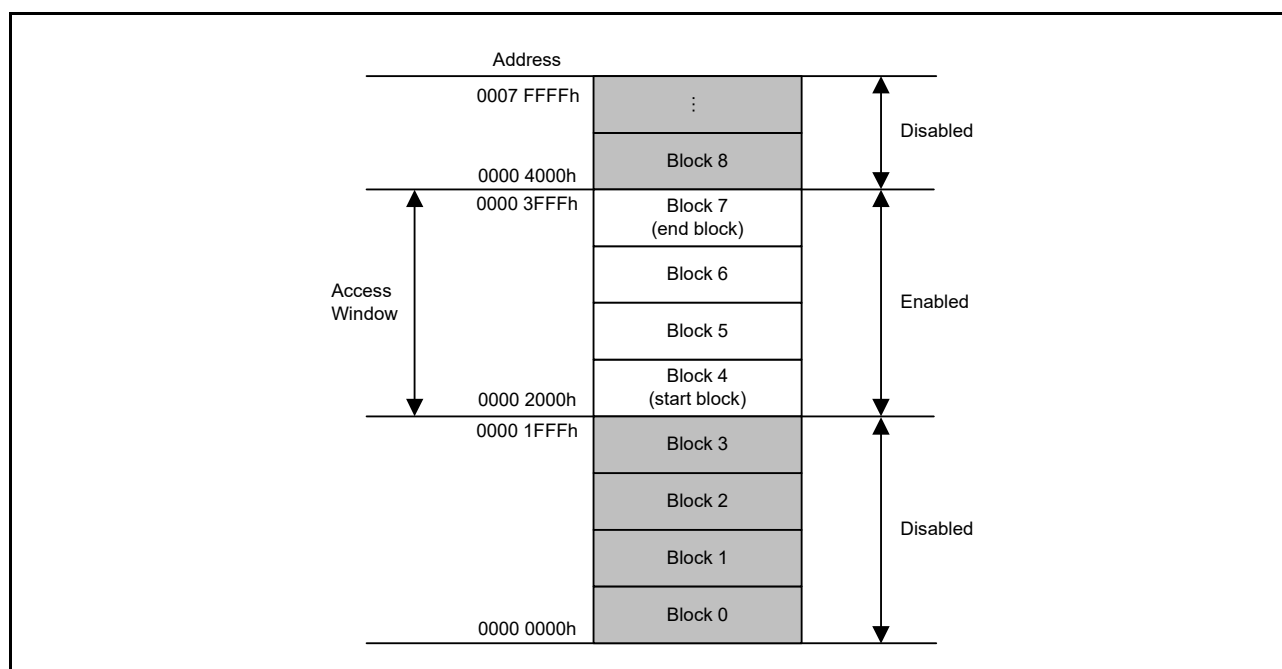 Address
0007 FFFFh
⋮
Disabled
Block 8
0000 4000h
0000 3FFFh
Block 7
(end block)
Block 6
Access
Window
Enabled
Block 5
Block 4
(start block)
0000 2000h
0000 1FFFh
Block 3
Block 2
Disabled
Block 1
Block 0
0000 0000h